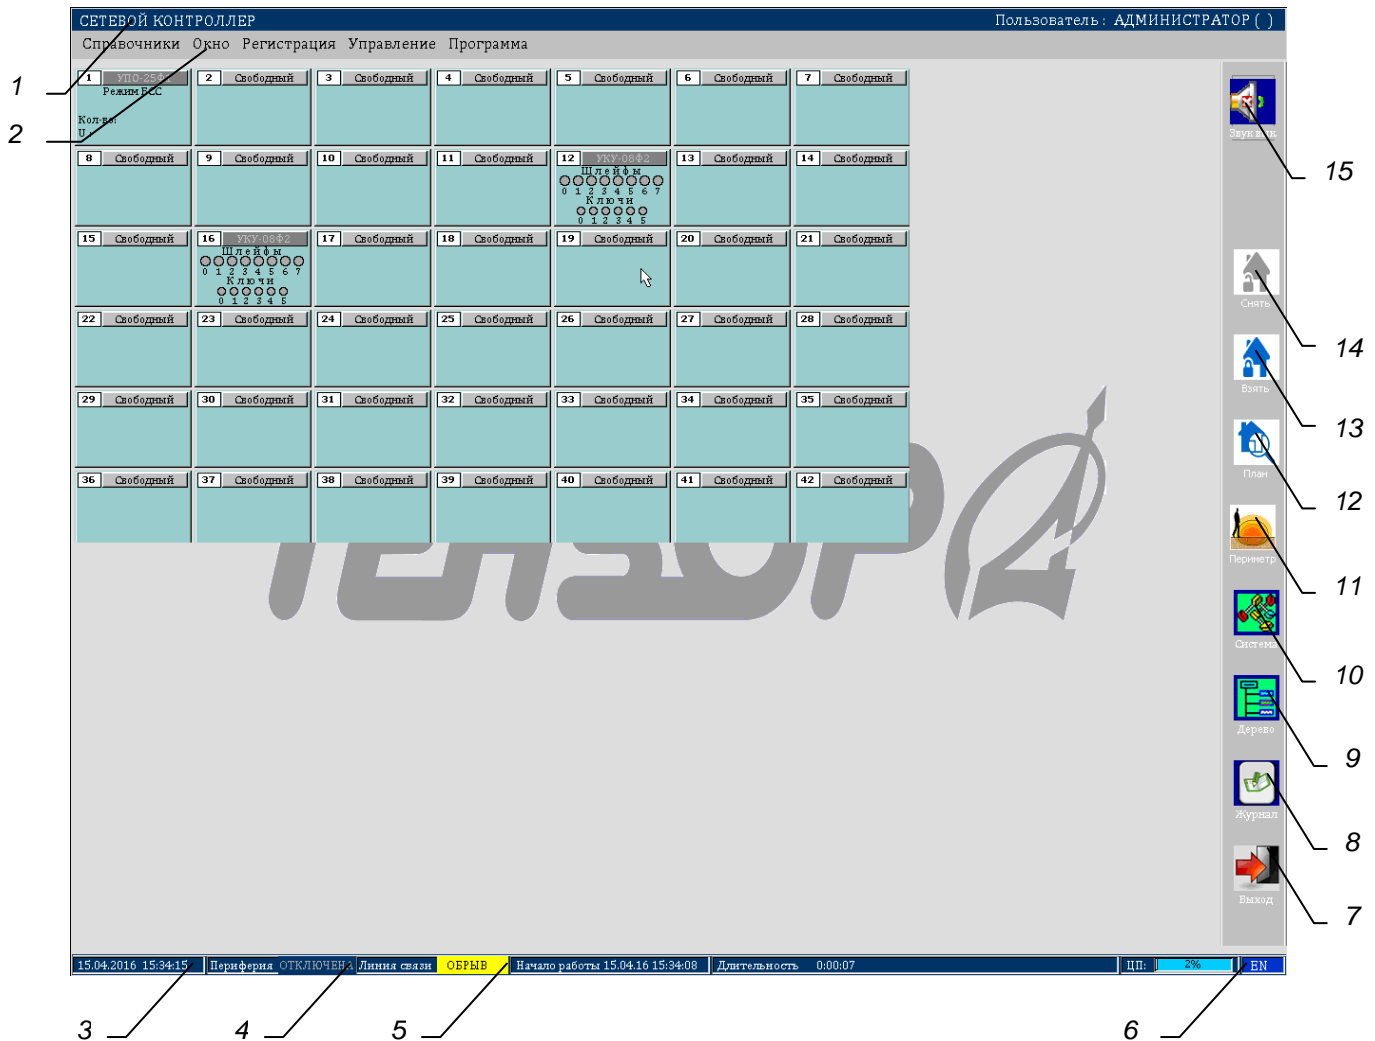 СЕТЕВОЙ КОНТРОЛЛЕР Пользователь : АДМИНИСТРАТОР ( )
Справочники Окно Регистрация Управление Программа
1 УПО-25Ф2 2 Свободный 3 Свободный 4 Свободный 5 Свободный 6 Свободный 7 Свободный
Режим БСС
Кол-во:
U :
8 Свободный 9 Свободный 10 Свободный 11 Свободный 12 УКУ-08Ф2 13 Свободный 14 Свободный
Шлейфы
0 1 2 3 4 5 6 7
Ключи
0 1 2 3 4 5
15 Свободный 16 УКУ-08Ф2 17 Свободный 18 Свободный 19 Свободный 20 Свободный 21 Свободный
Шлейфы
0 1 2 3 4 5 6 7
Ключи
0 1 2 3 4 5
22 Свободный 23 Свободный 24 Свободный 25 Свободный 26 Свободный 27 Свободный 28 Свободный
29 Свободный 30 Свободный 31 Свободный 32 Свободный 33 Свободный 34 Свободный 35 Свободный
36 Свободный 37 Свободный 38 Свободный 39 Свободный 40 Свободный 41 Свободный 42 Свободный
ТЕНЗОР
Звук вык.
Снять
Взять
План
Периметр
Система
Дерево
Журнал
Выход
15.04.2016 15:34:15 Периферия ОТКЛЮЧЕНА Линия связи ОБРЫВ Начало работы 15.04.16 15:34:08 Длительность 0:00:07 ЦП: 2% EN
1
2
3
4
5
6
7
8
9
10
11
12
13
14
15